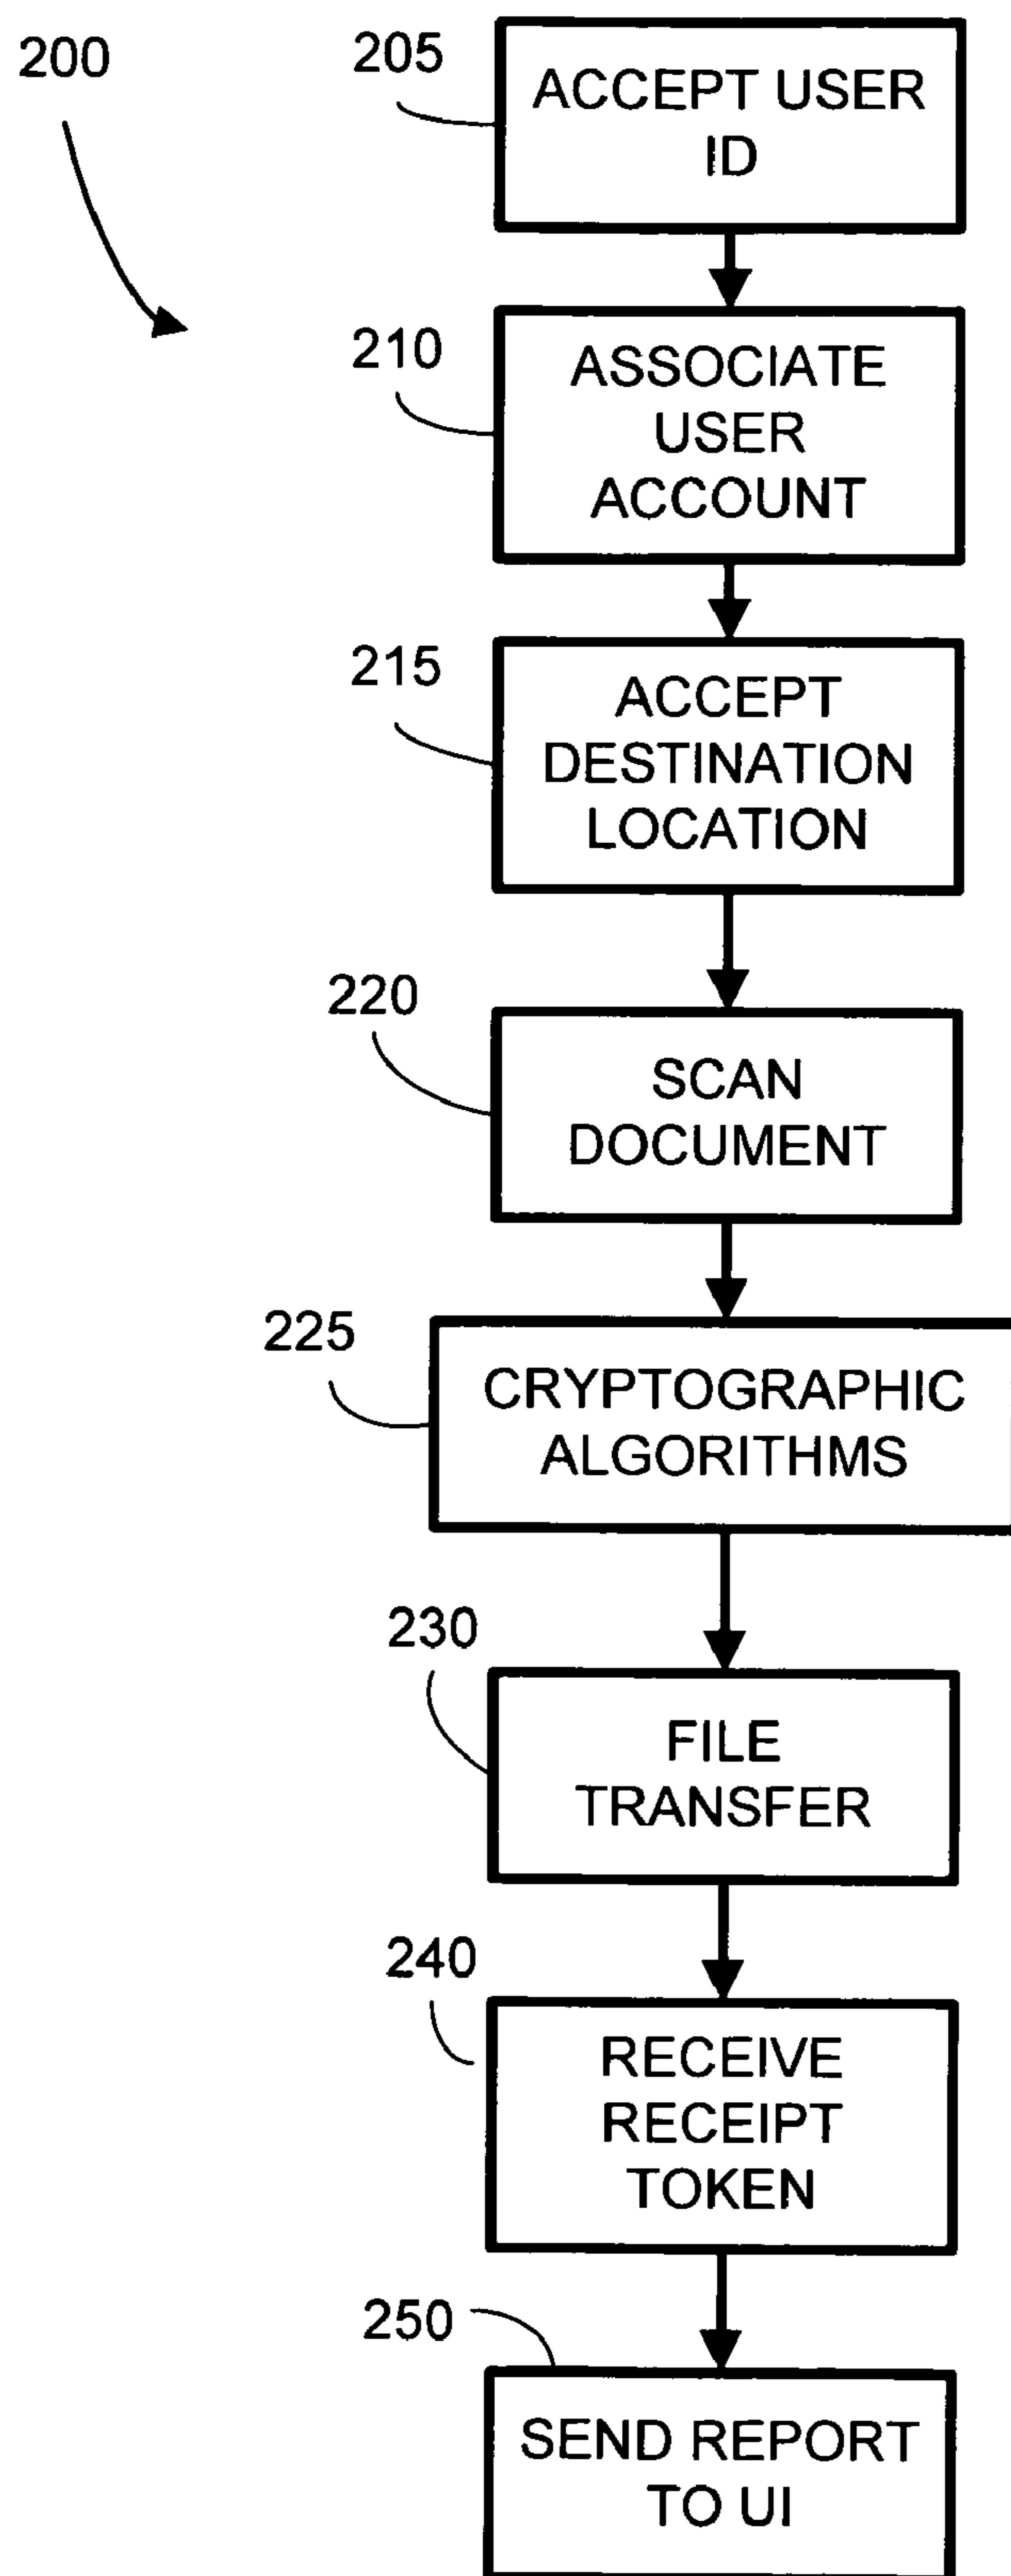 200
205
ACCEPT USER
ID
210
ASSOCIATE
USER
ACCOUNT
215
ACCEPT
DESTINATION
LOCATION
220
SCAN
DOCUMENT
225
CRYPTOGRAPHIC
ALGORITHMS
230
FILE
TRANSFER
240
RECEIVE
RECEIPT
TOKEN
250
SEND REPORT
TO UI